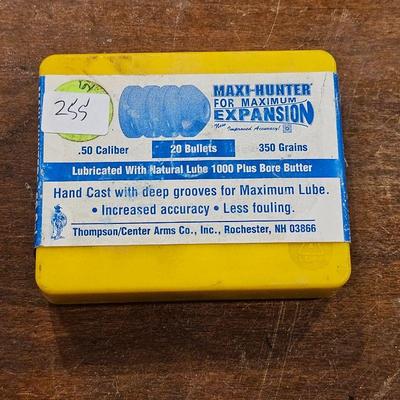 255
MAXI-HUNTER®
FOR MAXIMUM
EXPANSION
New Improved Accuracy!
.50 Caliber 20 Bullets 350 Grains
Lubricated With Natural Lube 1000 Plus Bore Butter
Hand Cast with deep grooves for Maximum Lube.
• Increased accuracy • Less fouling.
Thompson/Center Arms Co., Inc., Rochester, NH 03866